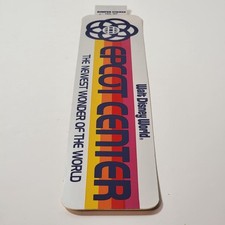 Walt Disney World.
EPCOT CENTER
THE NEWEST WONDER OF THE WORLD